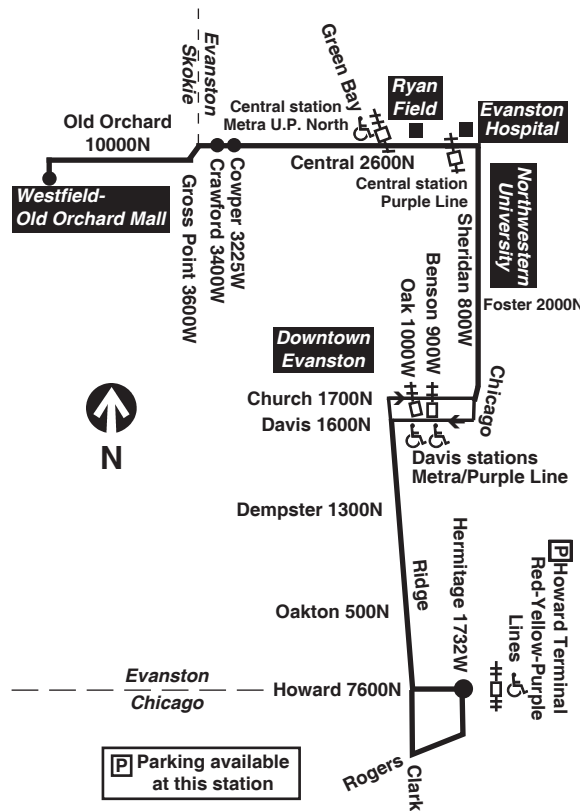 Evanston
Skokie
Green Bay
Old Orchard
10000N
Central station
Metra U.P. North
Ryan
Field
Evanston
Hospital
Central 2600N
Central station
Purple Line
Westfield-
Old Orchard Mall
Gross Point 3600W
Crawford 3400W
Cowper 3225W
Northwestern
University
Sheridan 800W
Foster 2000N
Downtown
Evanston
Oak 1000W
Benson 900W
Church 1700N
Davis 1600N
Chicago
Davis stations
Metra/Purple Line
N
Dempster 1300N
Ridge
Hermitage 1732W
P Howard Terminal
Red-Yellow-Purple
Lines
Oakton 500N
Evanston
Chicago
Howard 7600N
Rogers
Clark
P Parking available
at this station